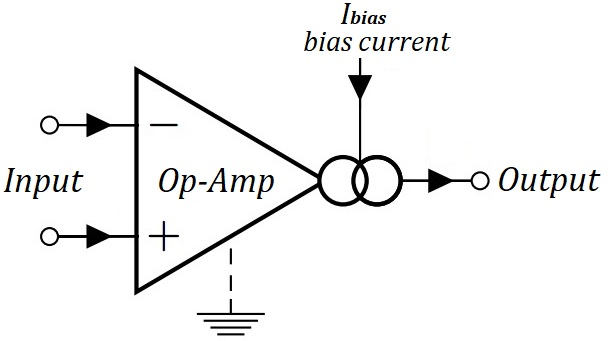 Ibias
bias current
−
Input
Op-Amp
Output
+